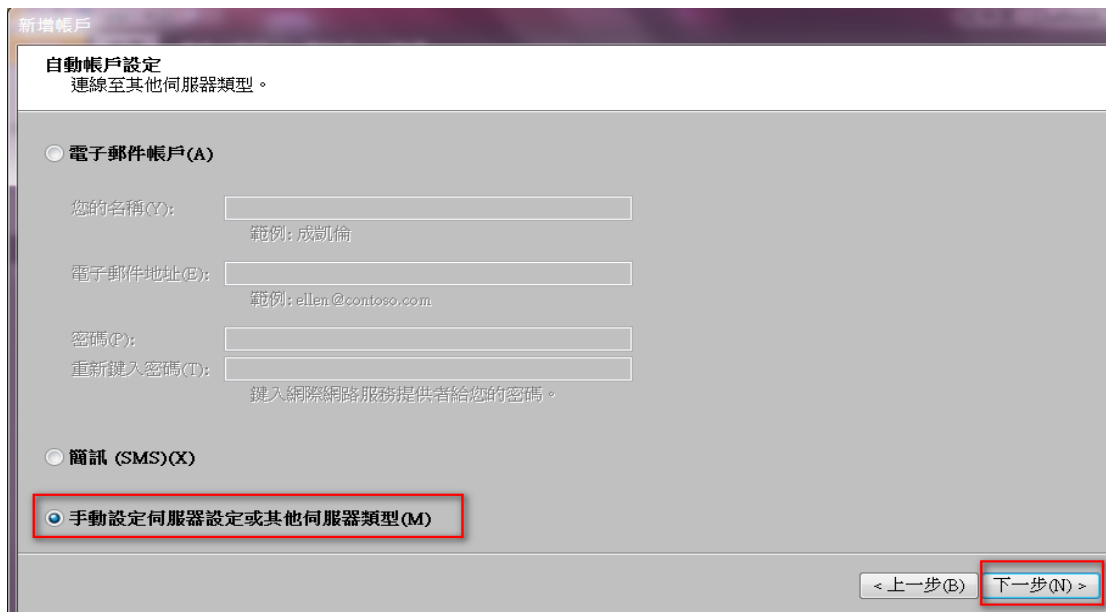 新增帳戶
自動帳戶設定
連線至其他伺服器類型。
電子郵件帳戶(A)
您的名稱(Y):
範例: 成凱倫
電子郵件地址(E):
範例: ellen@contoso.com
密碼(P):
重新鍵入密碼(T):
鍵入網際網路服務提供者給您的密碼。
簡訊 (SMS)(X)
手動設定伺服器設定或其他伺服器類型(M)
< 上一步(B) 下一步(N) >